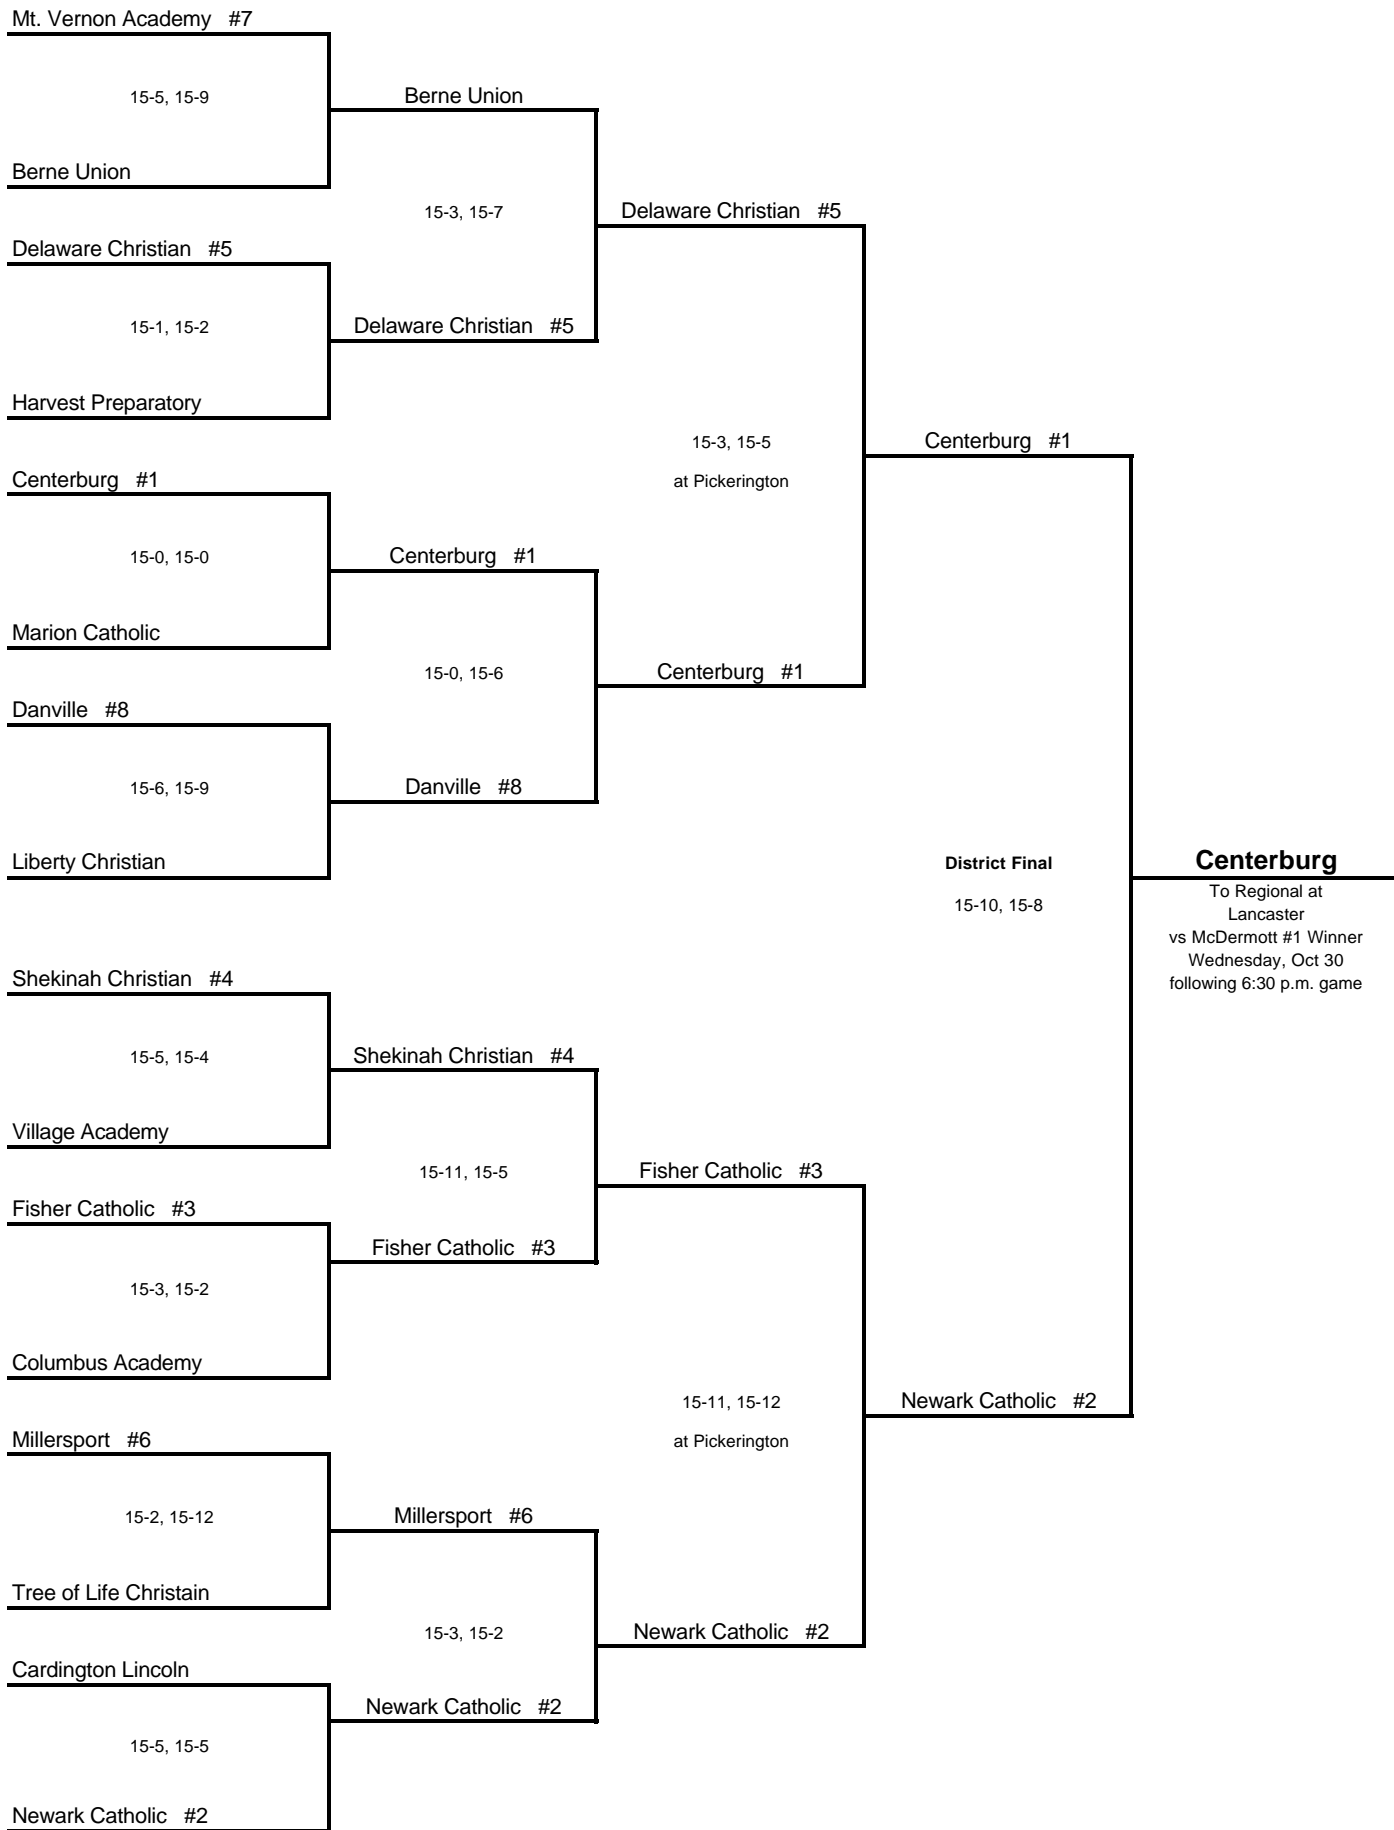 Mt. Vernon Academy #7
15-5, 15-9
Berne Union
Berne Union
15-3, 15-7
Delaware Christian #5
Delaware Christian #5
15-1, 15-2
Delaware Christian #5
Harvest Preparatory
15-3, 15-5
Centerburg #1
at Pickerington
Centerburg #1
15-0, 15-0
Centerburg #1
Marion Catholic
15-0, 15-6
Centerburg #1
Danville #8
15-6, 15-9
Danville #8
Liberty Christian
District Final
15-10, 15-8
Centerburg
To Regional at
Lancaster
vs McDermott #1 Winner
Wednesday, Oct 30
following 6:30 p.m. game
Shekinah Christian #4
15-5, 15-4
Shekinah Christian #4
Village Academy
15-11, 15-5
Fisher Catholic #3
Fisher Catholic #3
Fisher Catholic #3
15-3, 15-2
Columbus Academy
15-11, 15-12
Newark Catholic #2
at Pickerington
Millersport #6
15-2, 15-12
Millersport #6
Tree of Life Christain
15-3, 15-2
Newark Catholic #2
Cardington Lincoln
Newark Catholic #2
15-5, 15-5
Newark Catholic #2